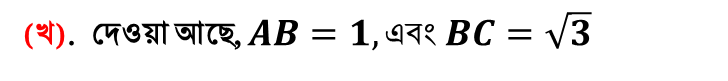 (খ). দেওয়া আছে, AB = 1, এবং BC = √3